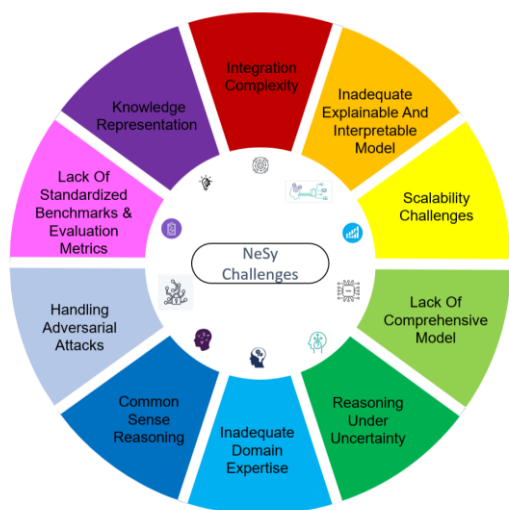 Integration
Complexity
Inadequate
Explainable And
Interpretable
Model
Scalability
Challenges
Lack Of
Comprehensive
Model
Reasoning
Under
Uncertainty
Inadequate
Domain
Expertise
Common
Sense
Reasoning
Handling
Adversarial
Attacks
Lack Of
Standardized
Benchmarks &
Evaluation
Metrics
Knowledge
Representation
NeSy
Challenges